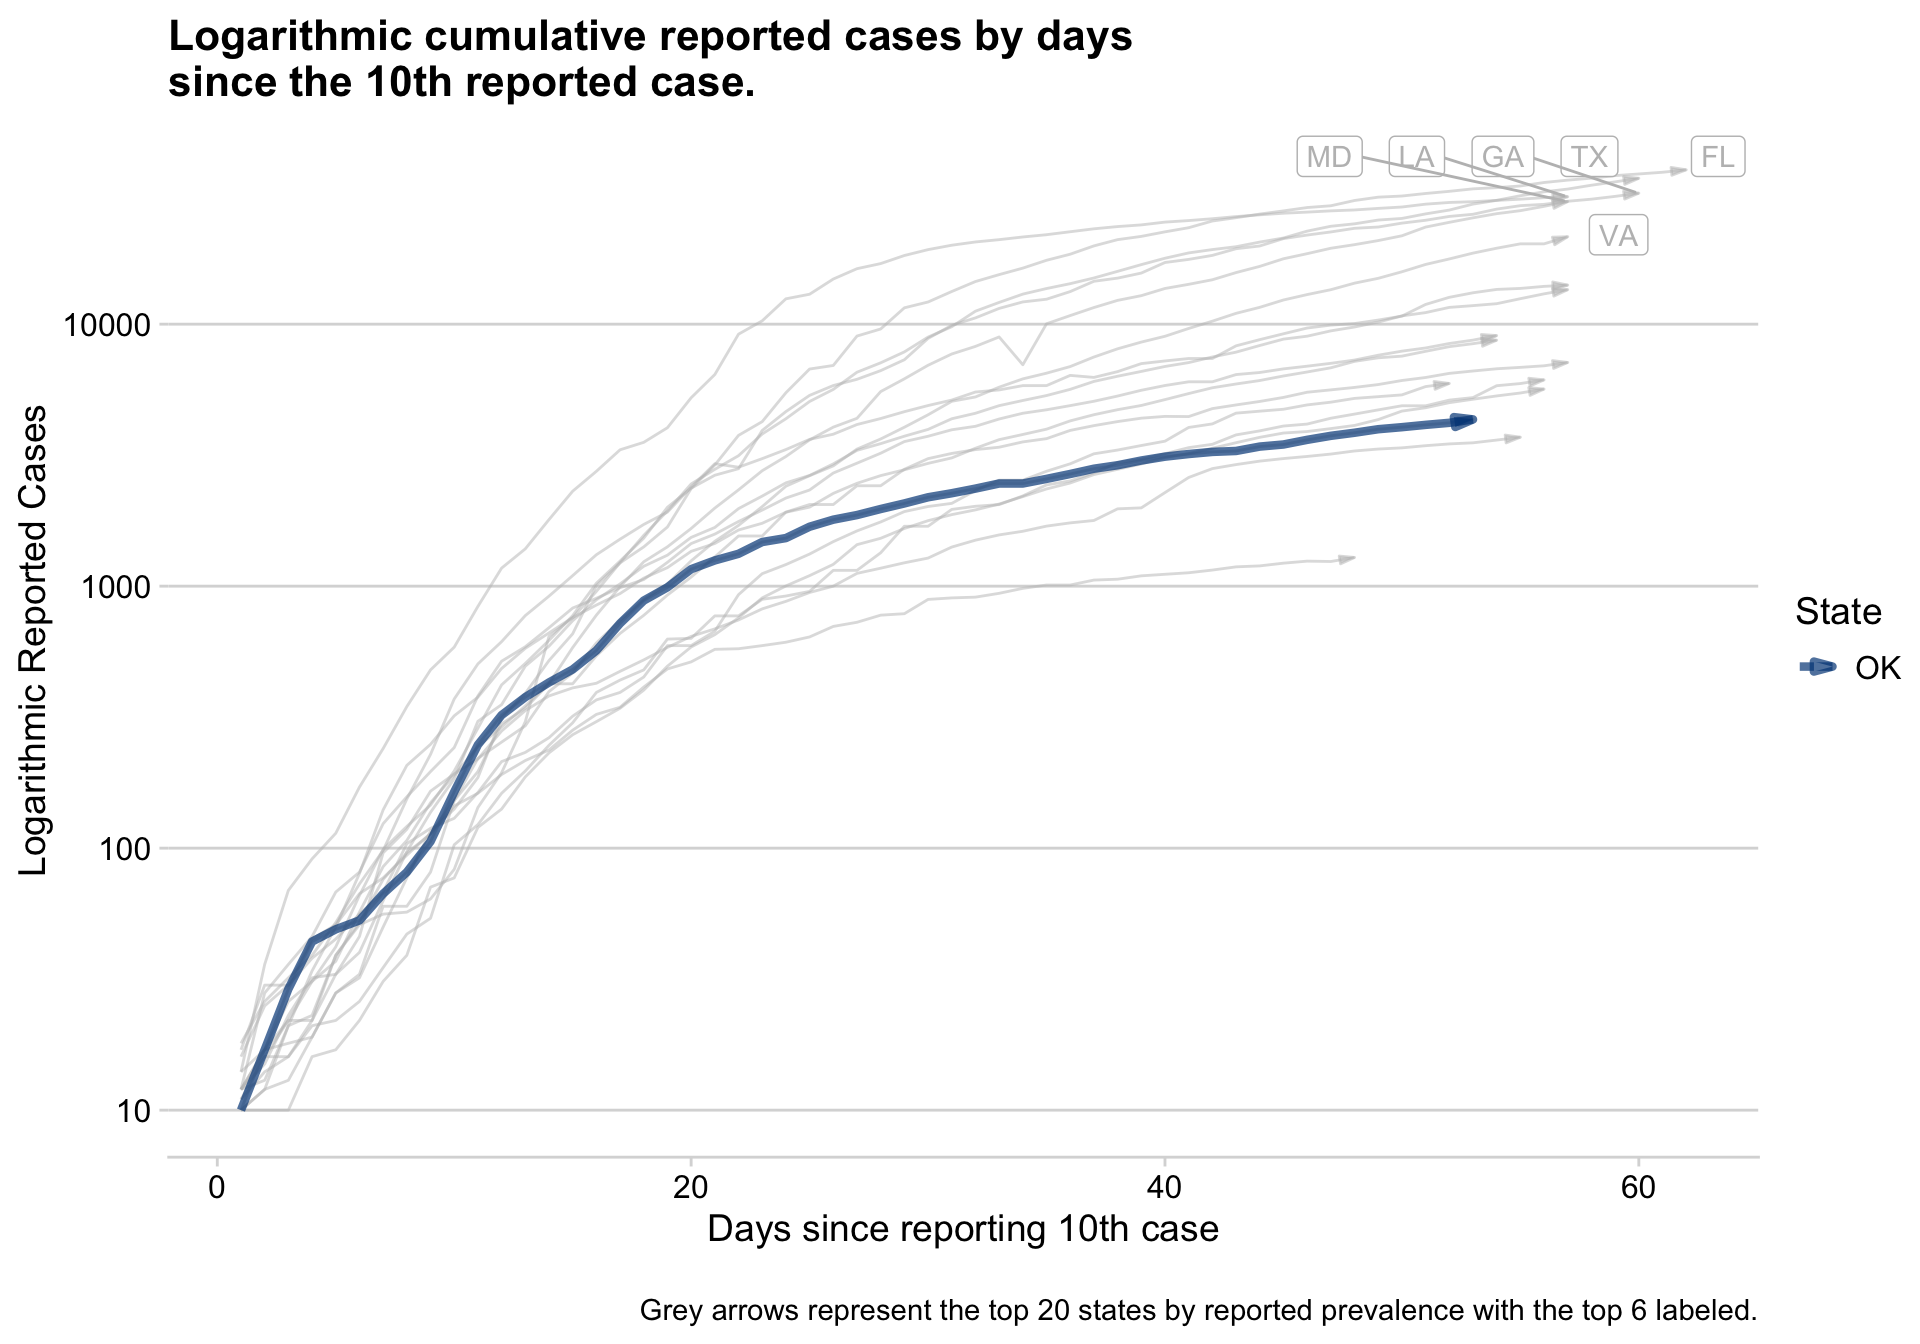 Logarithmic cumulative reported cases by days
since the 10th reported case.
MD LA GA TX FL
VA
10000
1000
100
10
Logarithmic Reported Cases
0 20 40 60
Days since reporting 10th case
State
OK
Grey arrows represent the top 20 states by reported prevalence with the top 6 labeled.